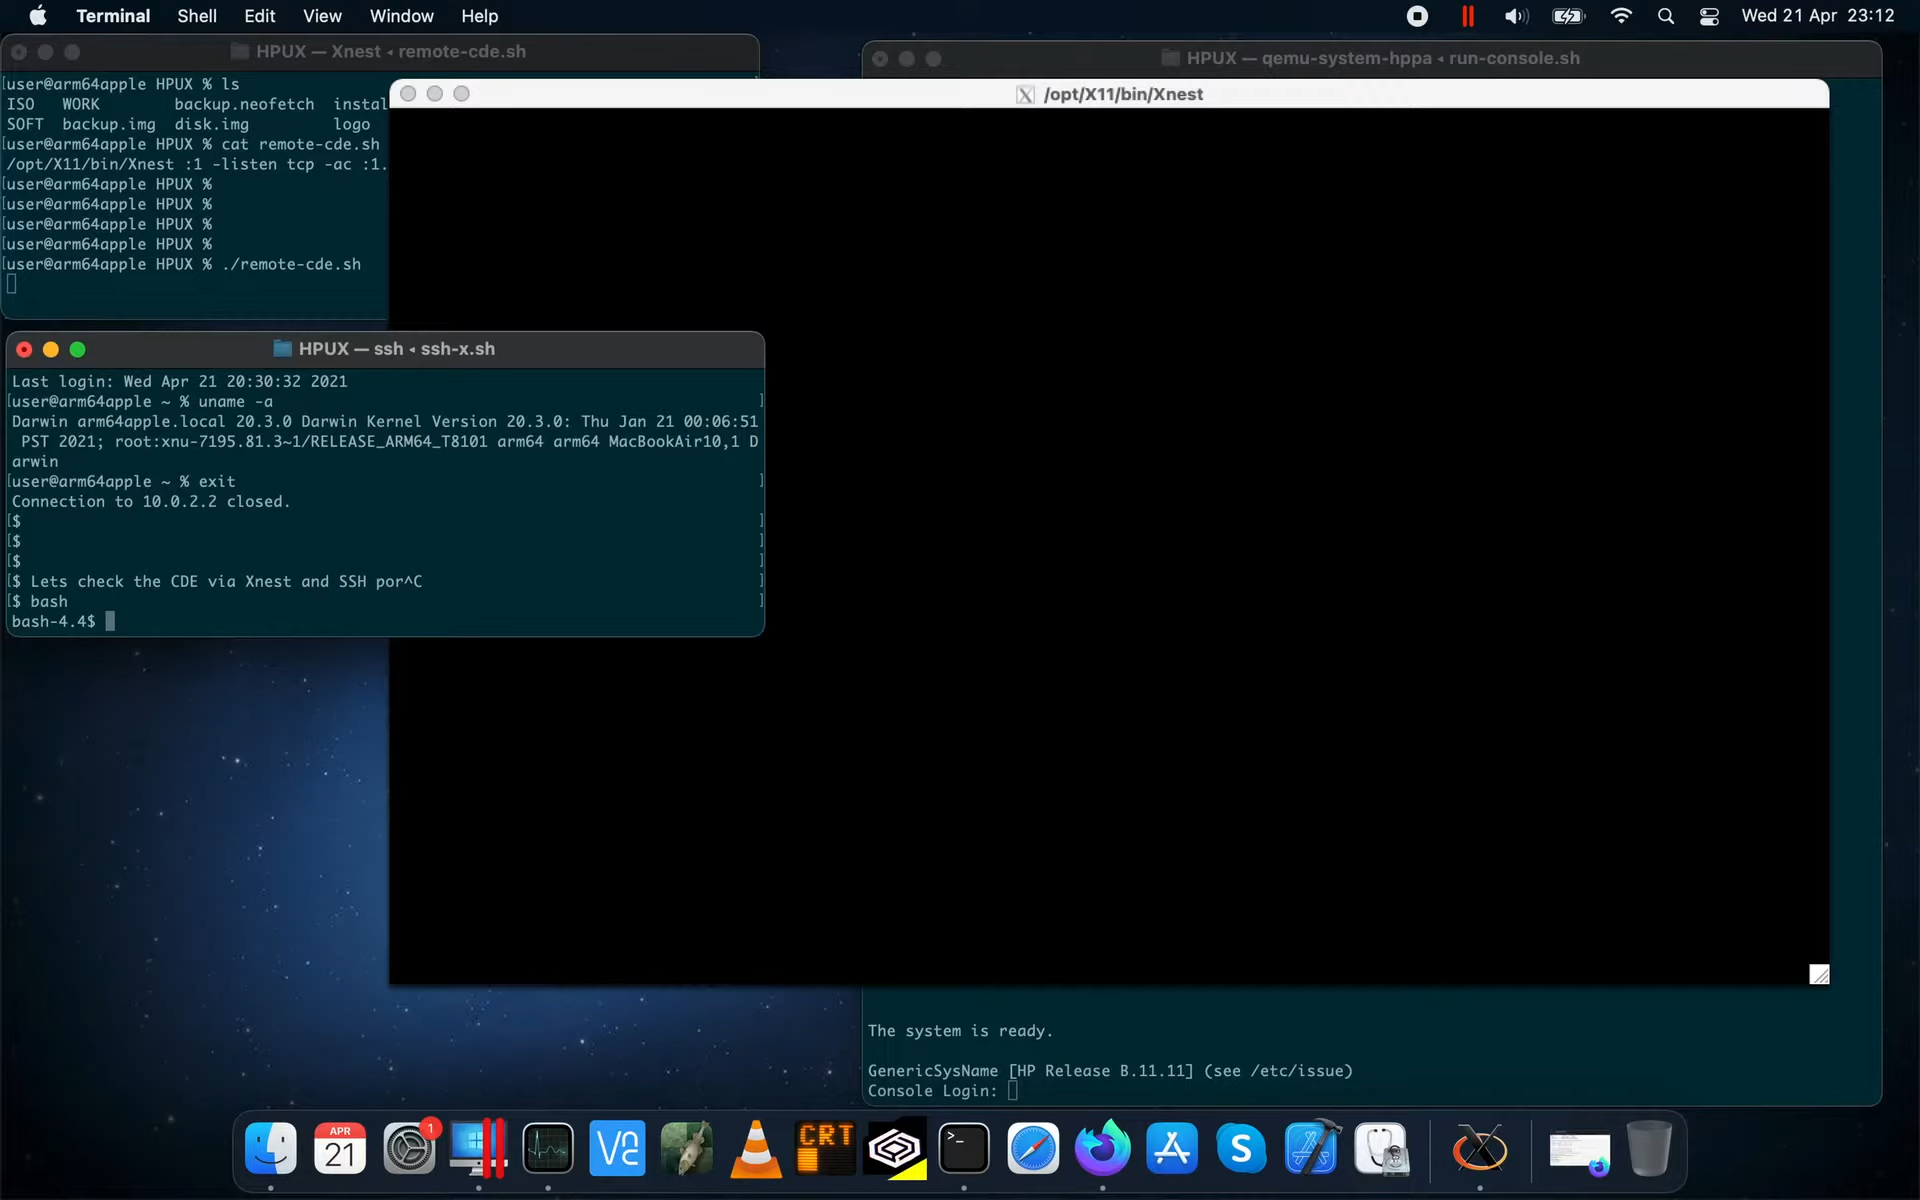 Terminal Shell Edit View Window Help Wed 21 Apr 23:12
HPUX — Xnest ◂ remote-cde.sh
[user@arm64apple HPUX % ls
ISO WORK backup.neofetch instal
SOFT backup.img disk.img logo
[user@arm64apple HPUX % cat remote-cde.sh
/opt/X11/bin/Xnest :1 -listen tcp -ac :1.
[user@arm64apple HPUX %
[user@arm64apple HPUX %
[user@arm64apple HPUX %
[user@arm64apple HPUX %
[user@arm64apple HPUX % ./remote-cde.sh
HPUX — qemu-system-hppa ◂ run-console.sh
/opt/X11/bin/Xnest
HPUX — ssh ◂ ssh-x.sh
Last login: Wed Apr 21 20:30:32 2021
[user@arm64apple ~ % uname -a ]
Darwin arm64apple.local 20.3.0 Darwin Kernel Version 20.3.0: Thu Jan 21 00:06:51
PST 2021; root:xnu-7195.81.3~1/RELEASE_ARM64_T8101 arm64 arm64 MacBookAir10,1 D
arwin
[user@arm64apple ~ % exit ]
Connection to 10.0.2.2 closed.
[$ ]
[$ ]
[$ ]
[$ Lets check the CDE via Xnest and SSH por^C ]
[$ bash ]
bash-4.4$
The system is ready.
GenericSysName [HP Release B.11.11] (see /etc/issue)
Console Login:
APR
21
1
CRT
>_
S